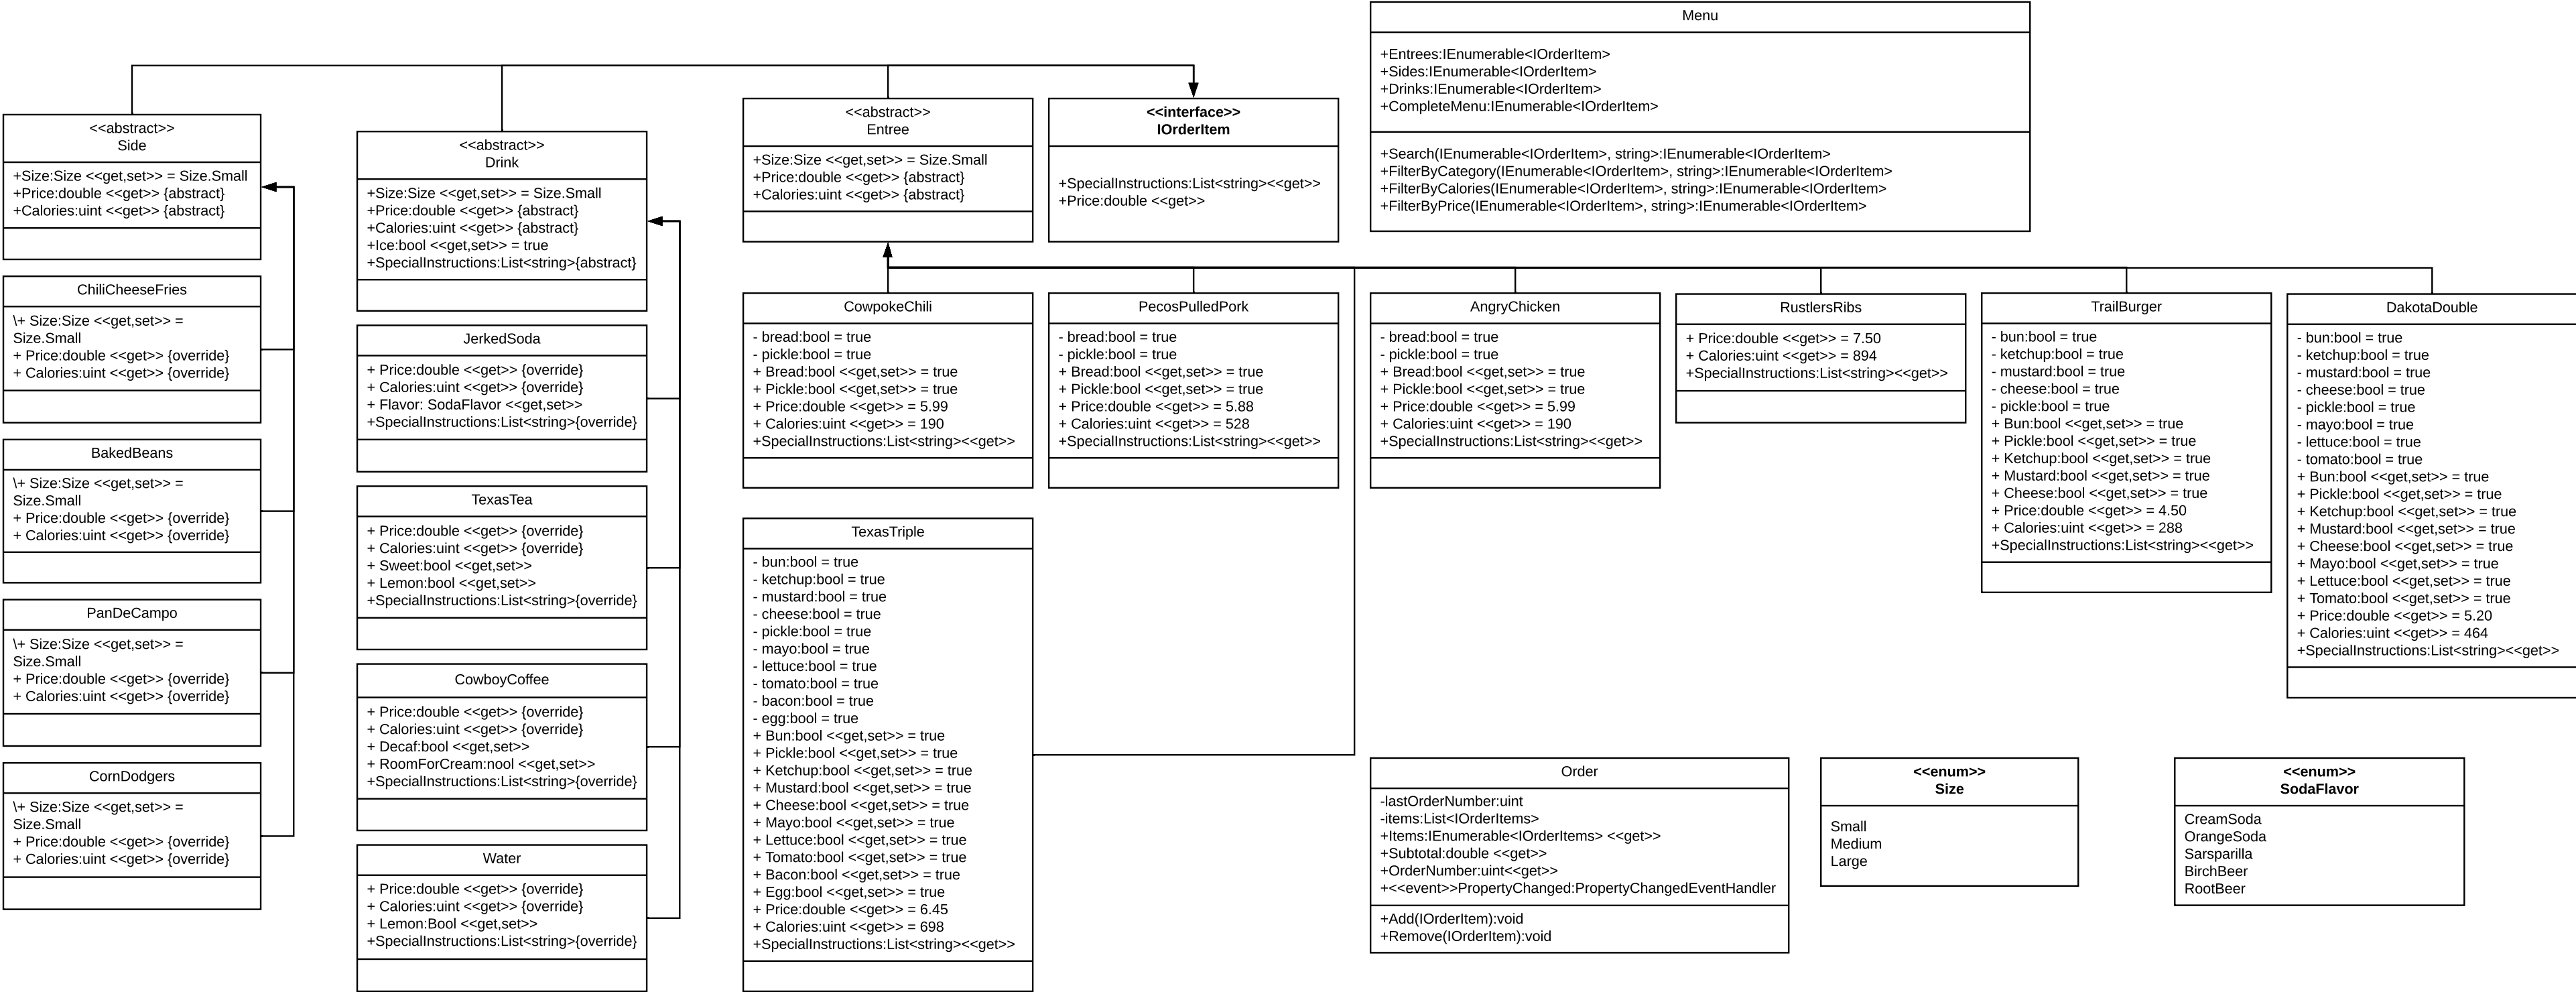 Menu
+Entrees:IEnumerable<IOrderItem>
+Sides:IEnumerable<IOrderItem>
+Drinks:IEnumerable<IOrderItem>
+CompleteMenu:IEnumerable<IOrderItem>
+Search(IEnumerable<IOrderItem>, string>:IEnumerable<IOrderItem>
+FilterByCategory(IEnumerable<IOrderItem>, string>:IEnumerable<IOrderItem>
+FilterByCalories(IEnumerable<IOrderItem>, string>:IEnumerable<IOrderItem>
+FilterByPrice(IEnumerable<IOrderItem>, string>:IEnumerable<IOrderItem>
<<abstract>>
Side
+Size:Size <<get,set>> = Size.Small
+Price:double <<get>> {abstract}
+Calories:uint <<get>> {abstract}
ChiliCheeseFries
\+ Size:Size <<get,set>> =
Size.Small
+ Price:double <<get>> {override}
+ Calories:uint <<get>> {override}
BakedBeans
\+ Size:Size <<get,set>> =
Size.Small
+ Price:double <<get>> {override}
+ Calories:uint <<get>> {override}
PanDeCampo
\+ Size:Size <<get,set>> =
Size.Small
+ Price:double <<get>> {override}
+ Calories:uint <<get>> {override}
CornDodgers
\+ Size:Size <<get,set>> =
Size.Small
+ Price:double <<get>> {override}
+ Calories:uint <<get>> {override}
<<abstract>>
Drink
+Size:Size <<get,set>> = Size.Small
+Price:double <<get>> {abstract}
+Calories:uint <<get>> {abstract}
+Ice:bool <<get,set>> = true
+SpecialInstructions:List<string>{abstract}
JerkedSoda
+ Price:double <<get>> {override}
+ Calories:uint <<get>> {override}
+ Flavor: SodaFlavor <<get,set>>
+SpecialInstructions:List<string>{override}
TexasTea
+ Price:double <<get>> {override}
+ Calories:uint <<get>> {override}
+ Sweet:bool <<get,set>>
+ Lemon:bool <<get,set>>
+SpecialInstructions:List<string>{override}
CowboyCoffee
+ Price:double <<get>> {override}
+ Calories:uint <<get>> {override}
+ Decaf:bool <<get,set>>
+ RoomForCream:nool <<get,set>>
+SpecialInstructions:List<string>{override}
Water
+ Price:double <<get>> {override}
+ Calories:uint <<get>> {override}
+ Lemon:Bool <<get,set>>
+SpecialInstructions:List<string>{override}
<<abstract>>
Entree
+Size:Size <<get,set>> = Size.Small
+Price:double <<get>> {abstract}
+Calories:uint <<get>> {abstract}
<<interface>>
IOrderItem
+SpecialInstructions:List<string><<get>>
+Price:double <<get>>
CowpokeChili
- bread:bool = true
- pickle:bool = true
+ Bread:bool <<get,set>> = true
+ Pickle:bool <<get,set>> = true
+ Price:double <<get>> = 5.99
+ Calories:uint <<get>> = 190
+SpecialInstructions:List<string><<get>>
PecosPulledPork
- bread:bool = true
- pickle:bool = true
+ Bread:bool <<get,set>> = true
+ Pickle:bool <<get,set>> = true
+ Price:double <<get>> = 5.88
+ Calories:uint <<get>> = 528
+SpecialInstructions:List<string><<get>>
AngryChicken
- bread:bool = true
- pickle:bool = true
+ Bread:bool <<get,set>> = true
+ Pickle:bool <<get,set>> = true
+ Price:double <<get>> = 5.99
+ Calories:uint <<get>> = 190
+SpecialInstructions:List<string><<get>>
RustlersRibs
+ Price:double <<get>> = 7.50
+ Calories:uint <<get>> = 894
+SpecialInstructions:List<string><<get>>
TrailBurger
- bun:bool = true
- ketchup:bool = true
- mustard:bool = true
- cheese:bool = true
- pickle:bool = true
+ Bun:bool <<get,set>> = true
+ Pickle:bool <<get,set>> = true
+ Ketchup:bool <<get,set>> = true
+ Mustard:bool <<get,set>> = true
+ Cheese:bool <<get,set>> = true
+ Price:double <<get>> = 4.50
+ Calories:uint <<get>> = 288
+SpecialInstructions:List<string><<get>>
DakotaDouble
- bun:bool = true
- ketchup:bool = true
- mustard:bool = true
- cheese:bool = true
- pickle:bool = true
- mayo:bool = true
- lettuce:bool = true
- tomato:bool = true
+ Bun:bool <<get,set>> = true
+ Pickle:bool <<get,set>> = true
+ Ketchup:bool <<get,set>> = true
+ Mustard:bool <<get,set>> = true
+ Cheese:bool <<get,set>> = true
+ Mayo:bool <<get,set>> = true
+ Lettuce:bool <<get,set>> = true
+ Tomato:bool <<get,set>> = true
+ Price:double <<get>> = 5.20
+ Calories:uint <<get>> = 464
+SpecialInstructions:List<string><<get>>
TexasTriple
- bun:bool = true
- ketchup:bool = true
- mustard:bool = true
- cheese:bool = true
- pickle:bool = true
- mayo:bool = true
- lettuce:bool = true
- tomato:bool = true
- bacon:bool = true
- egg:bool = true
+ Bun:bool <<get,set>> = true
+ Pickle:bool <<get,set>> = true
+ Ketchup:bool <<get,set>> = true
+ Mustard:bool <<get,set>> = true
+ Cheese:bool <<get,set>> = true
+ Mayo:bool <<get,set>> = true
+ Lettuce:bool <<get,set>> = true
+ Tomato:bool <<get,set>> = true
+ Bacon:bool <<get,set>> = true
+ Egg:bool <<get,set>> = true
+ Price:double <<get>> = 6.45
+ Calories:uint <<get>> = 698
+SpecialInstructions:List<string><<get>>
Order
-lastOrderNumber:uint
-items:List<IOrderItems>
+Items:IEnumerable<IOrderItems> <<get>>
+Subtotal:double <<get>>
+OrderNumber:uint<<get>>
+<<event>>PropertyChanged:PropertyChangedEventHandler
+Add(IOrderItem):void
+Remove(IOrderItem):void
<<enum>>
Size
Small
Medium
Large
<<enum>>
SodaFlavor
CreamSoda
OrangeSoda
Sarsparilla
BirchBeer
RootBeer